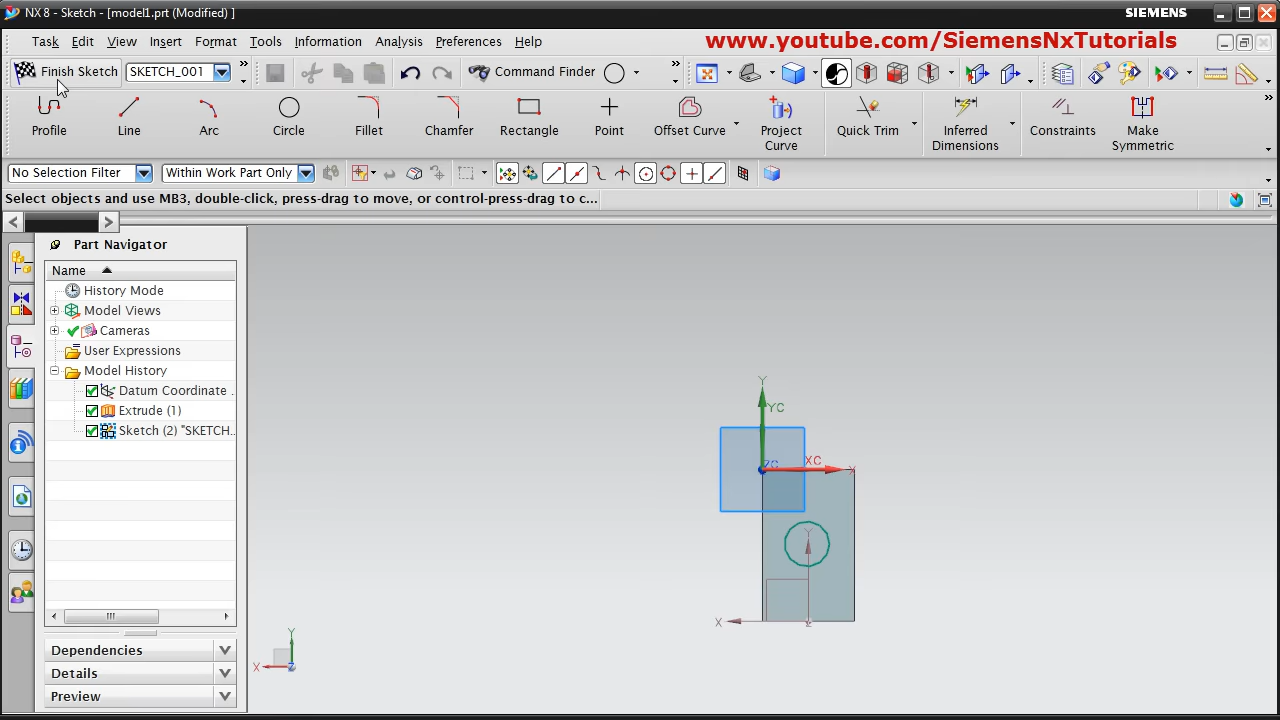 NX 8 - Sketch - [model1.prt (Modified) ]
SIEMENS
Task Edit View Insert Format Tools Information Analysis Preferences Help
www.youtube.com/SiemensNxTutorials
Finish Sketch SKETCH_001 Command Finder
Profile Line Arc Circle Fillet Chamfer Rectangle Point Offset Curve Project Curve Quick Trim Inferred Dimensions Constraints Make Symmetric
No Selection Filter Within Work Part Only
Select objects and use MB3, double-click, press-drag to move, or control-press-drag to c...
Part Navigator
Name
History Mode
Model Views
Cameras
User Expressions
Model History
Datum Coordinate .
Extrude (1)
Sketch (2) "SKETCH...
Y
YC
ZC XC X
Y
X Z
Y
X Z
Dependencies
Details
Preview